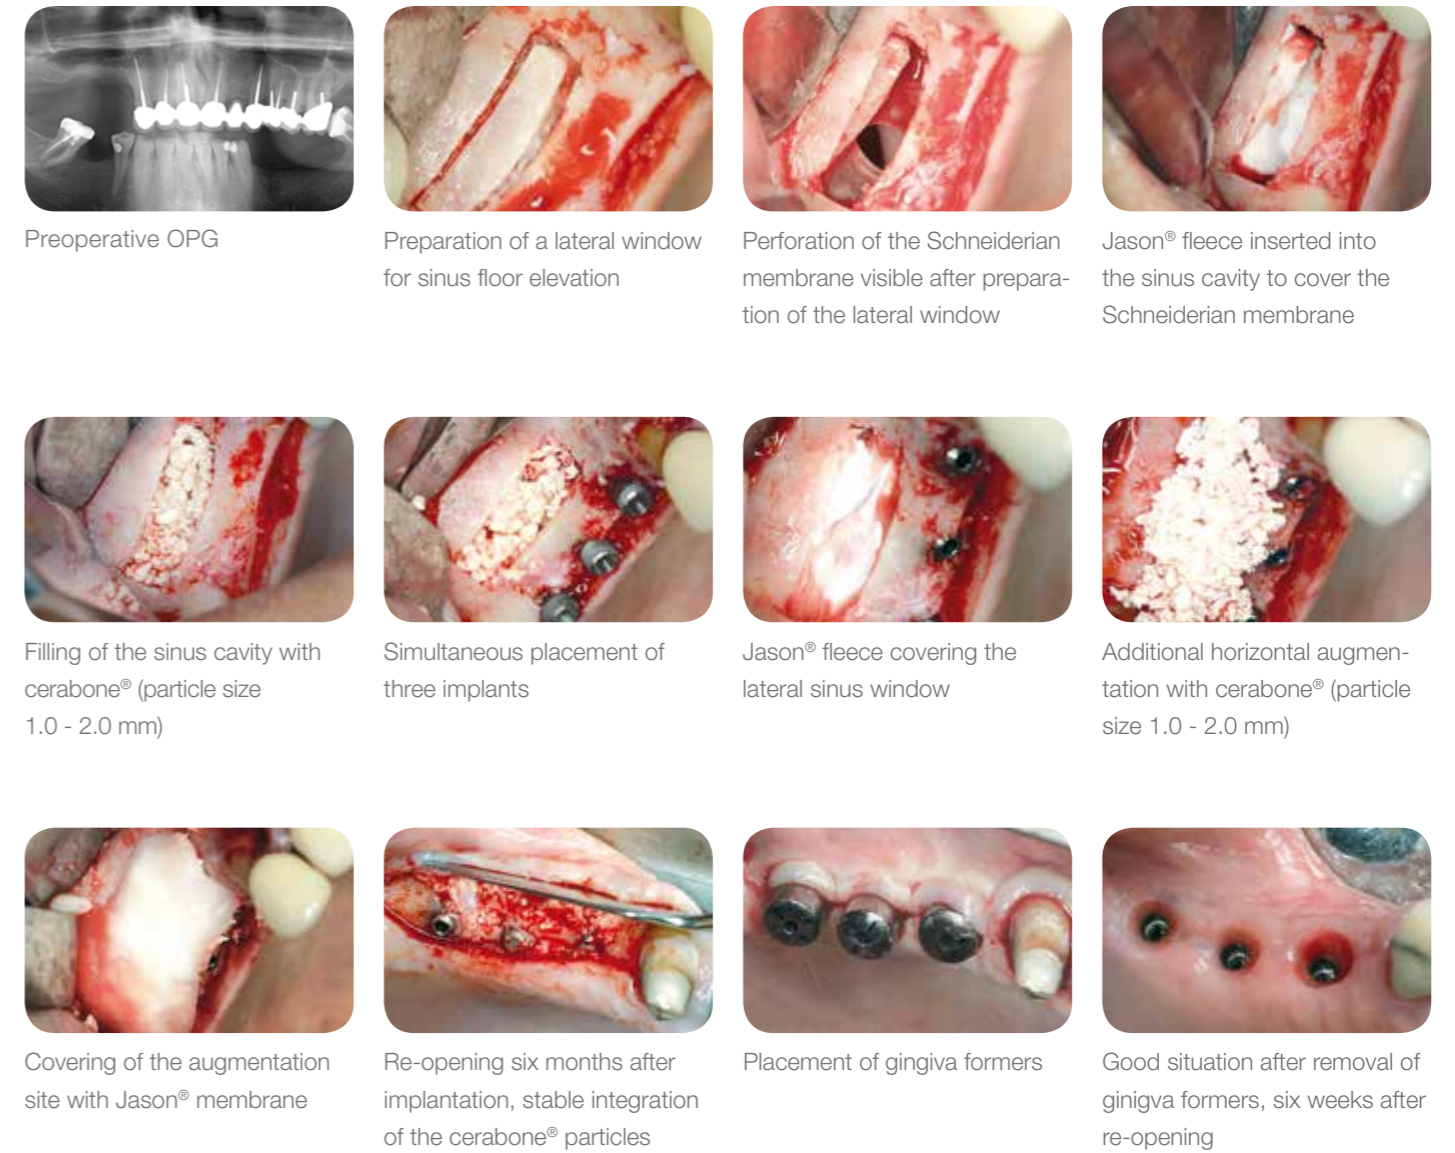 Preoperative OPG
Preparation of a lateral window
for sinus floor elevation
Perforation of the Schneiderian
membrane visible after prepara-
tion of the lateral window
Jason® fleece inserted into
the sinus cavity to cover the
Schneiderian membrane
Filling of the sinus cavity with
cerabone® (particle size
1.0 - 2.0 mm)
Simultaneous placement of
three implants
Jason® fleece covering the
lateral sinus window
Additional horizontal augmen-
tation with cerabone® (particle
size 1.0 - 2.0 mm)
Covering of the augmentation
site with Jason® membrane
Re-opening six months after
implantation, stable integration
of the cerabone® particles
Placement of gingiva formers
Good situation after removal of
ginigva formers, six weeks after
re-opening